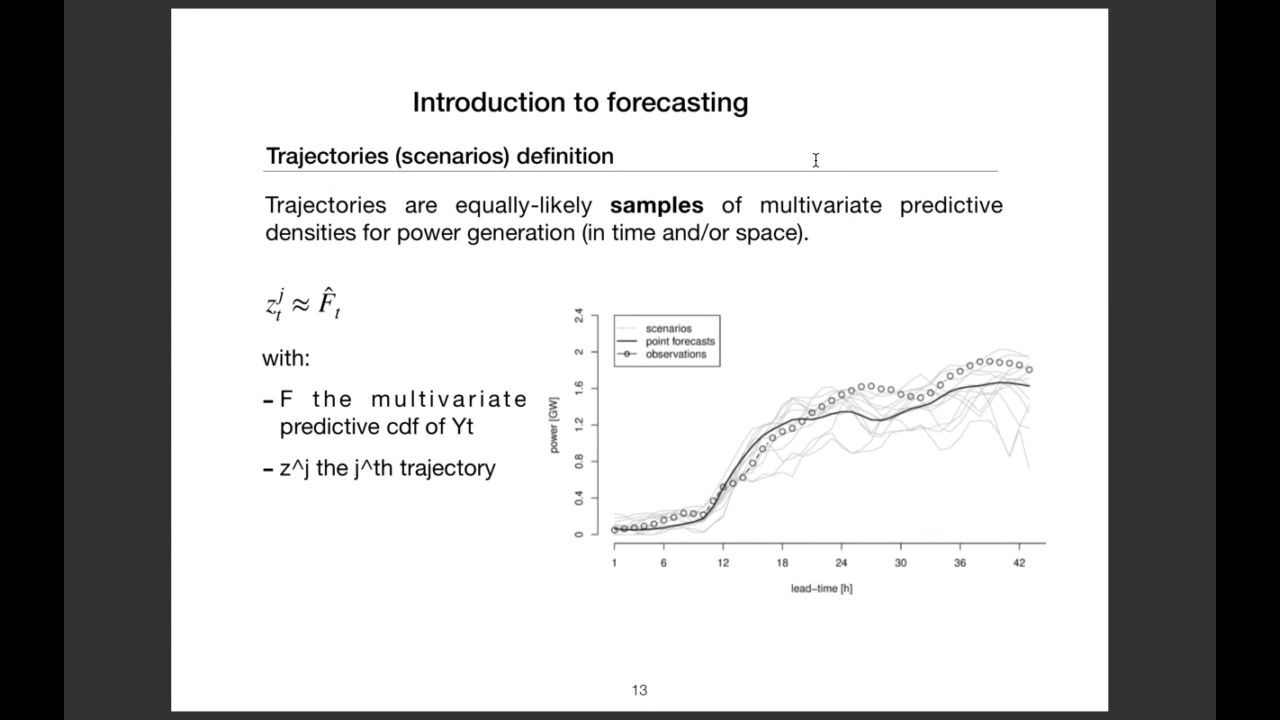 Introduction to forecasting
Trajectories (scenarios) definition
Trajectories are equally-likely samples of multivariate predictive
densities for power generation (in time and/or space).
z_t^j ≈ F̂_t
with:
– F the multivariate
predictive cdf of Yt
– z^j the j^th trajectory
scenarios
point forecasts
observations
power [GW]
2.4
2
1.6
1.2
0.8
0.4
0
1 6 12 18 24 30 36 42
lead−time [h]
13